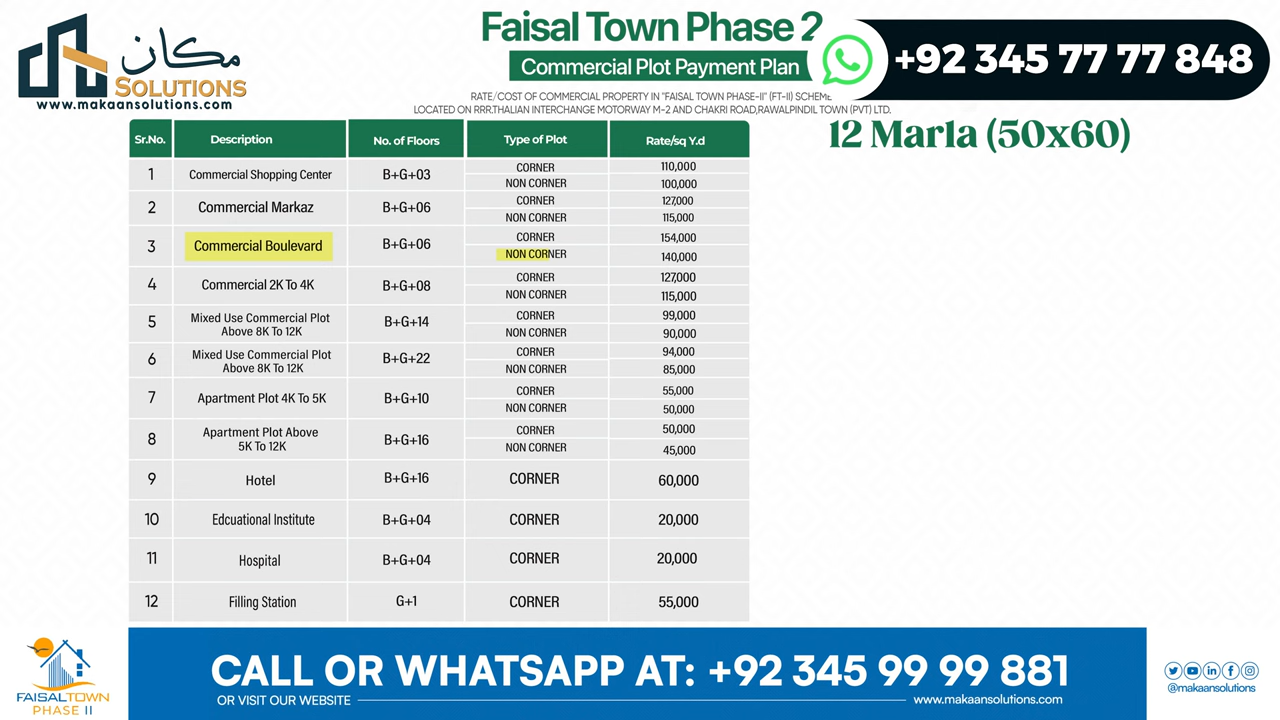 مکان
SOLUTIONS
www.makaansolutions.com
Faisal Town Phase 2
Commercial Plot Payment Plan
+92 345 77 77 848
RATE/COST OF COMMERCIAL PROPERTY IN "FAISAL TOWN PHASE-II" (FT-II) SCHEME
LOCATED ON RRR.THALIAN INTERCHANGE MOTORWAY M-2 AND CHAKRI ROAD,RAWALPINDIL TOWN (PVT) LTD.
12 Marla (50x60)
Sr.No. Description No. of Floors Type of Plot Rate/sq Y.d
1 Commercial Shopping Center B+G+03 CORNER 110,000
NON CORNER 100,000
2 Commercial Markaz B+G+06 CORNER 127,000
NON CORNER 115,000
3 Commercial Boulevard B+G+06 CORNER 154,000
NON CORNER 140,000
4 Commercial 2K To 4K B+G+08 CORNER 127,000
NON CORNER 115,000
5 Mixed Use Commercial Plot B+G+14 CORNER 99,000
Above 8K To 12K NON CORNER 90,000
6 Mixed Use Commercial Plot B+G+22 CORNER 94,000
Above 8K To 12K NON CORNER 85,000
7 Apartment Plot 4K To 5K B+G+10 CORNER 55,000
NON CORNER 50,000
8 Apartment Plot Above B+G+16 CORNER 50,000
5K To 12K NON CORNER 45,000
9 Hotel B+G+16 CORNER 60,000
10 Edcuational Institute B+G+04 CORNER 20,000
11 Hospital B+G+04 CORNER 20,000
12 Filling Station G+1 CORNER 55,000
FAISALTOWN
PHASE II
CALL OR WHATSAPP AT: +92 345 99 99 881
OR VISIT OUR WEBSITE www.makaansolutions.com
@makaansolutions